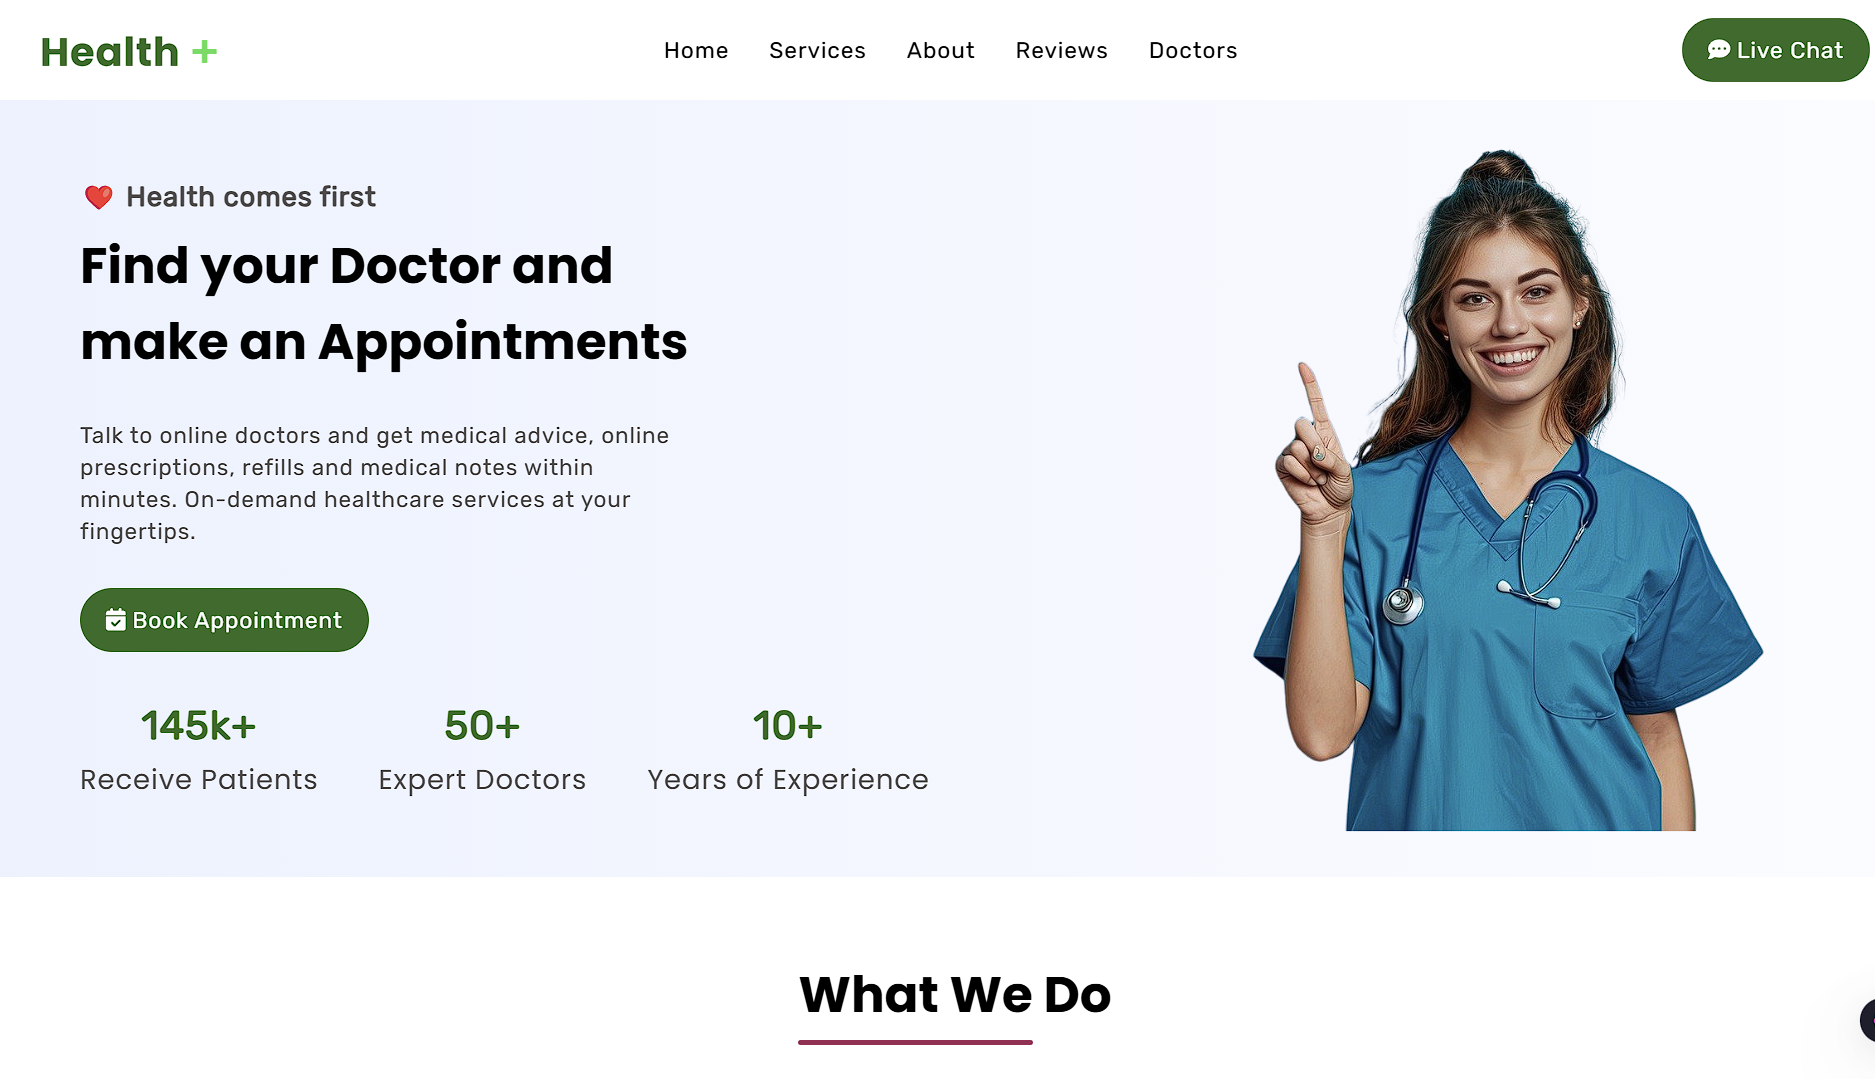 Health +
Home Services About Reviews Doctors
Live Chat
Health comes first
Find your Doctor and
make an Appointments
Talk to online doctors and get medical advice, online
prescriptions, refills and medical notes within
minutes. On-demand healthcare services at your
fingertips.
Book Appointment
145k+ 50+ 10+
Receive Patients Expert Doctors Years of Experience
What We Do